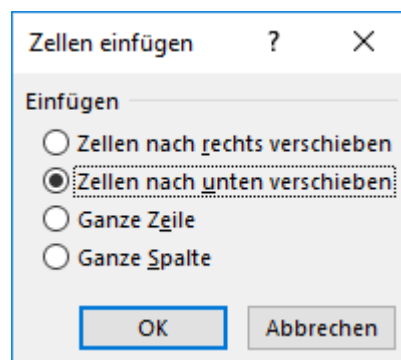 Zellen einfügen ? ×
Einfügen
Zellen nach rechts verschieben
Zellen nach unten verschieben
Ganze Zeile
Ganze Spalte
OK Abbrechen